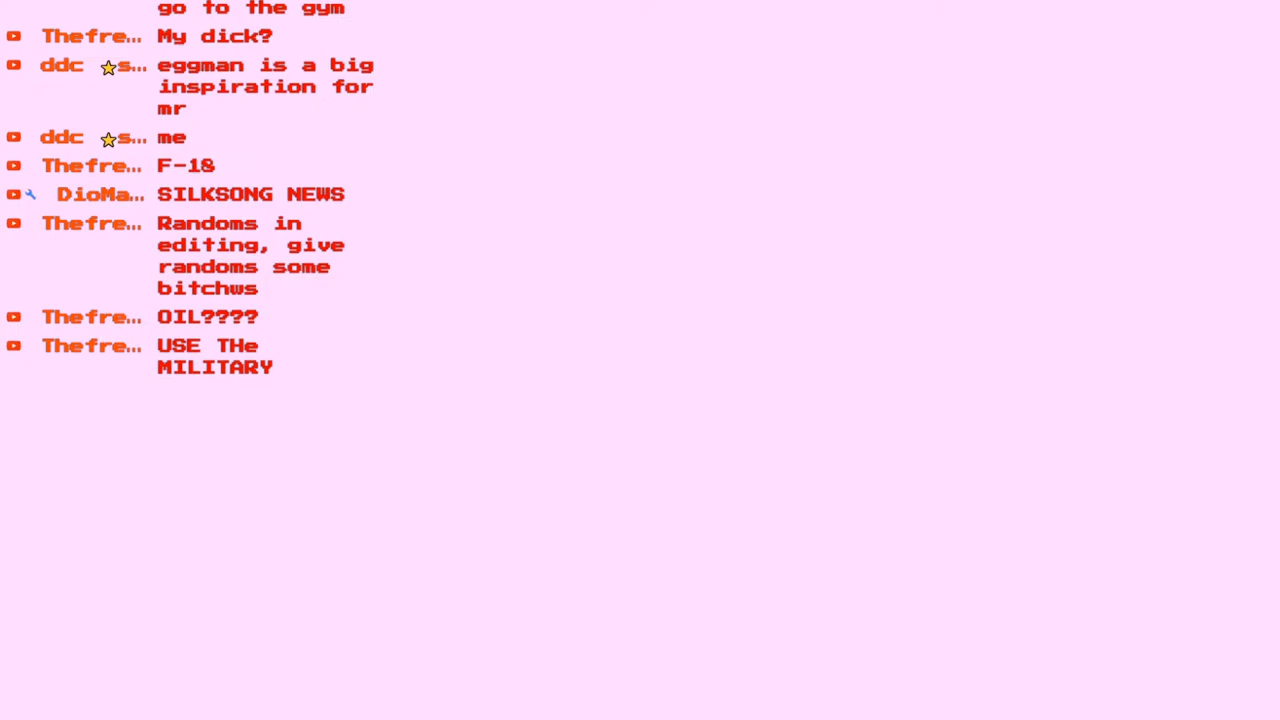 go to the gym
Thefre... My dick?
ddc ⭐s... eggman is a big
inspiration for
mr
ddc ⭐s... me
Thefre... F-18
DioMa... SILKSONG NEWS
Thefre... Randoms in
editing, give
randoms some
bitchws
Thefre... OIL????
Thefre... USE THe
MILITARY